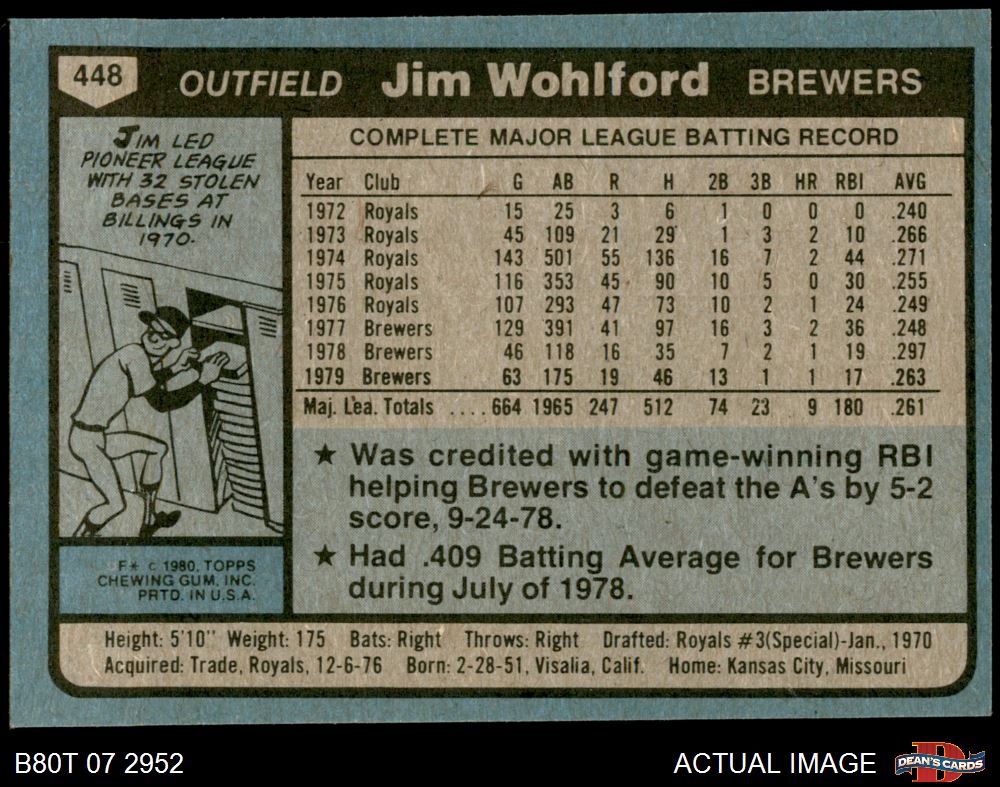 448 OUTFIELD Jim Wohlford BREWERS
JIM LED
PIONEER LEAGUE
WITH 32 STOLEN
BASES AT
BILLINGS IN
1970.
F* © 1980, TOPPS
CHEWING GUM, INC.
PRTD. IN U.S.A.
COMPLETE MAJOR LEAGUE BATTING RECORD
Year Club G AB R H 2B 3B HR RBI AVG
1972 Royals 15 25 3 6 1 0 0 0 .240
1973 Royals 45 109 21 29 1 3 2 10 .266
1974 Royals 143 501 55 136 16 7 2 44 .271
1975 Royals 116 353 45 90 10 5 0 30 .255
1976 Royals 107 293 47 73 10 2 1 24 .249
1977 Brewers 129 391 41 97 16 3 2 36 .248
1978 Brewers 46 118 16 35 7 2 1 19 .297
1979 Brewers 63 175 19 46 13 1 1 17 .263
Maj. Lea. Totals .... 664 1965 247 512 74 23 9 180 .261
★ Was credited with game-winning RBI
helping Brewers to defeat the A's by 5-2
score, 9-24-78.
★ Had .409 Batting Average for Brewers
during July of 1978.
Height: 5'10" Weight: 175 Bats: Right Throws: Right Drafted: Royals #3(Special)-Jan., 1970
Acquired: Trade, Royals, 12-6-76 Born: 2-28-51, Visalia, Calif. Home: Kansas City, Missouri
B80T 07 2952 ACTUAL IMAGE DEAN'S CARDS